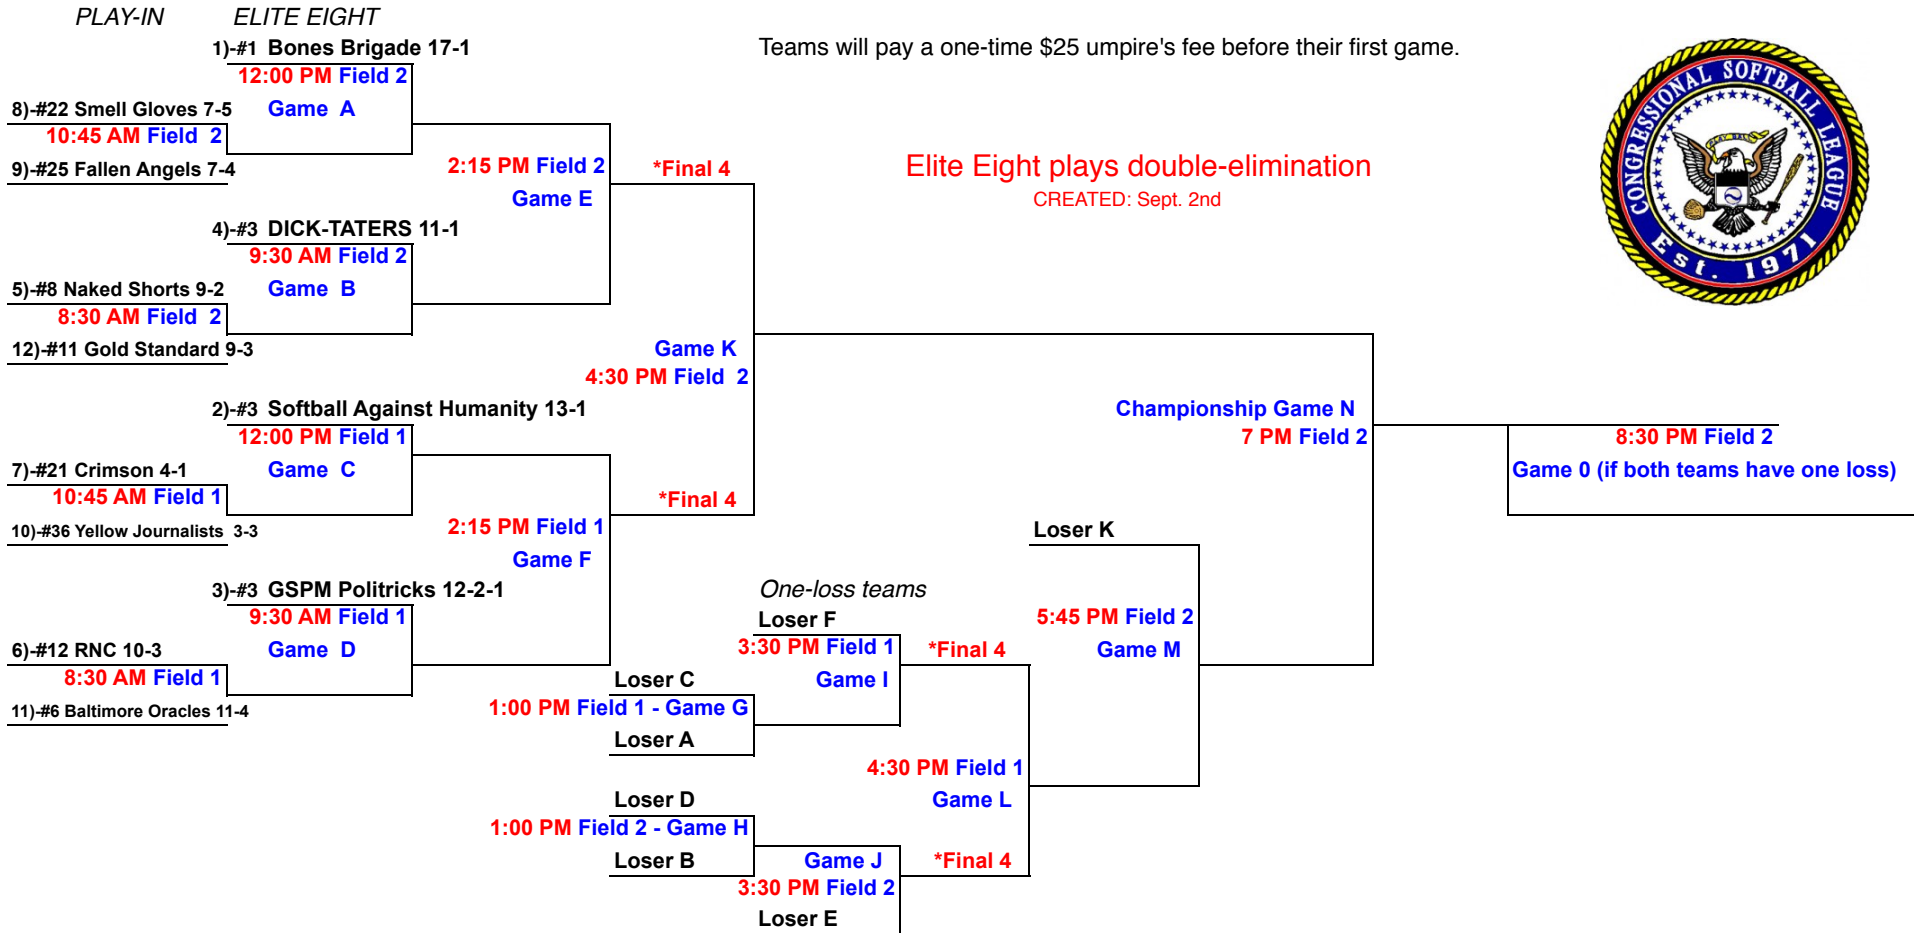 PLAY-IN ELITE EIGHT
1)-#1 Bones Brigade 17-1
Teams will pay a one-time $25 umpire's fee before their first game.
12:00 PM Field 2
8)-#22 Smell Gloves 7-5
Game A
10:45 AM Field 2
9)-#25 Fallen Angels 7-4
2:15 PM Field 2
*Final 4
Game E
Elite Eight plays double-elimination
CREATED: Sept. 2nd
CONGRESSIONAL SOFTBALL LEAGUE
PLAY BALL
Est. 1971
4)-#3 DICK-TATERS 11-1
9:30 AM Field 2
5)-#8 Naked Shorts 9-2
Game B
8:30 AM Field 2
12)-#11 Gold Standard 9-3
Game K
4:30 PM Field 2
2)-#3 Softball Against Humanity 13-1
12:00 PM Field 1
Championship Game N
7 PM Field 2
8:30 PM Field 2
7)-#21 Crimson 4-1
Game C
Game 0 (if both teams have one loss)
10:45 AM Field 1
*Final 4
10)-#36 Yellow Journalists 3-3
2:15 PM Field 1
Game F
Loser K
3)-#3 GSPM Politricks 12-2-1
One-loss teams
9:30 AM Field 1
Loser F
5:45 PM Field 2
6)-#12 RNC 10-3
Game D
3:30 PM Field 1
*Final 4
Game M
8:30 AM Field 1
Loser C
Game I
11)-#6 Baltimore Oracles 11-4
1:00 PM Field 1 - Game G
Loser A
4:30 PM Field 1
Loser D
Game L
1:00 PM Field 2 - Game H
Loser B
Game J
*Final 4
3:30 PM Field 2
Loser E